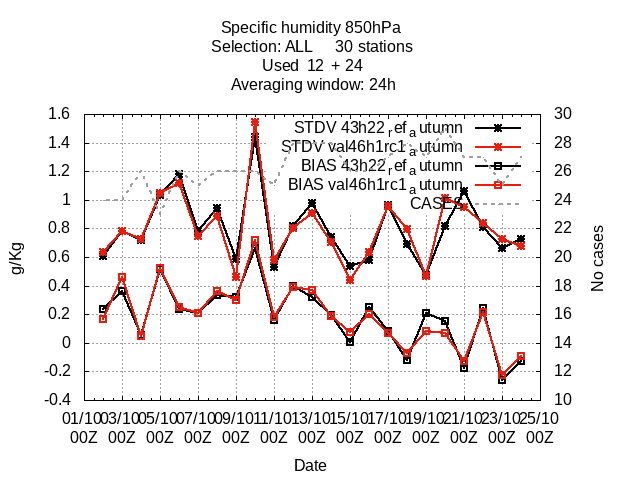 Specific humidity 850hPa
Selection: ALL 30 stations
Used 12 + 24
Averaging window: 24h
1.6
1.4
1.2
1
0.8
0.6
0.4
0.2
0
-0.2
-0.4
30
28
26
24
22
20
18
16
14
12
10
STDV 43h22_ref_autumn
STDV val46h1rc1_autumn
BIAS 43h22_ref_autumn
BIAS val46h1rc1_autumn
CASES
g/Kg
No cases
01/10 03/10 05/10 07/10 09/10 11/10 13/10 15/10 17/10 19/10 21/10 23/10 25/10
00Z 00Z 00Z 00Z 00Z 00Z 00Z 00Z 00Z 00Z 00Z 00Z 00Z
Date